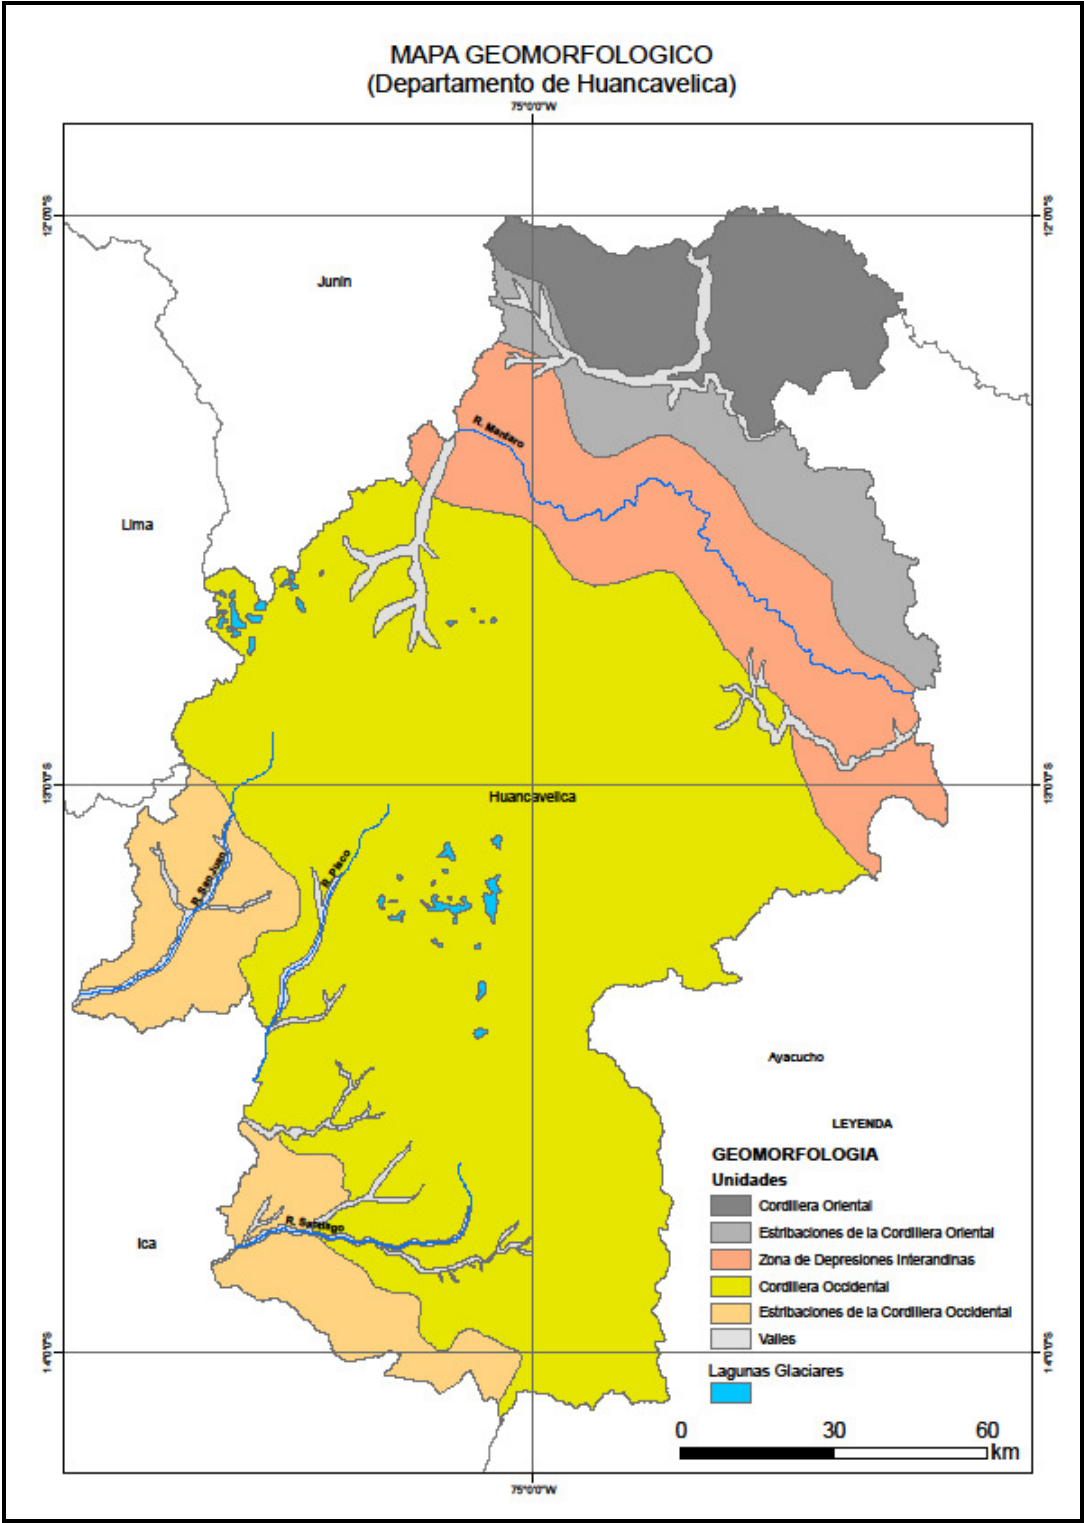 MAPA GEOMORFOLOGICO
(Departamento de Huancavelica)
75°0'0"W
12°0'0"S
12°0'0"S
Junin
R. Mantaro
Lima
13°0'0"S
13°0'0"S
Huancavelica
R. San Juan
R. Pisco
Ayacucho
LEYENDA
GEOMORFOLOGIA
Unidades
Cordillera Oriental
Estribaciones de la Cordillera Oriental
Zona de Depresiones Interandinas
Cordillera Occidental
Estribaciones de la Cordillera Occidental
Valles
Lagunas Glaciares
R. Santiago
Ica
14°0'0"S
14°0'0"S
0 30 60
km
75°0'0"W